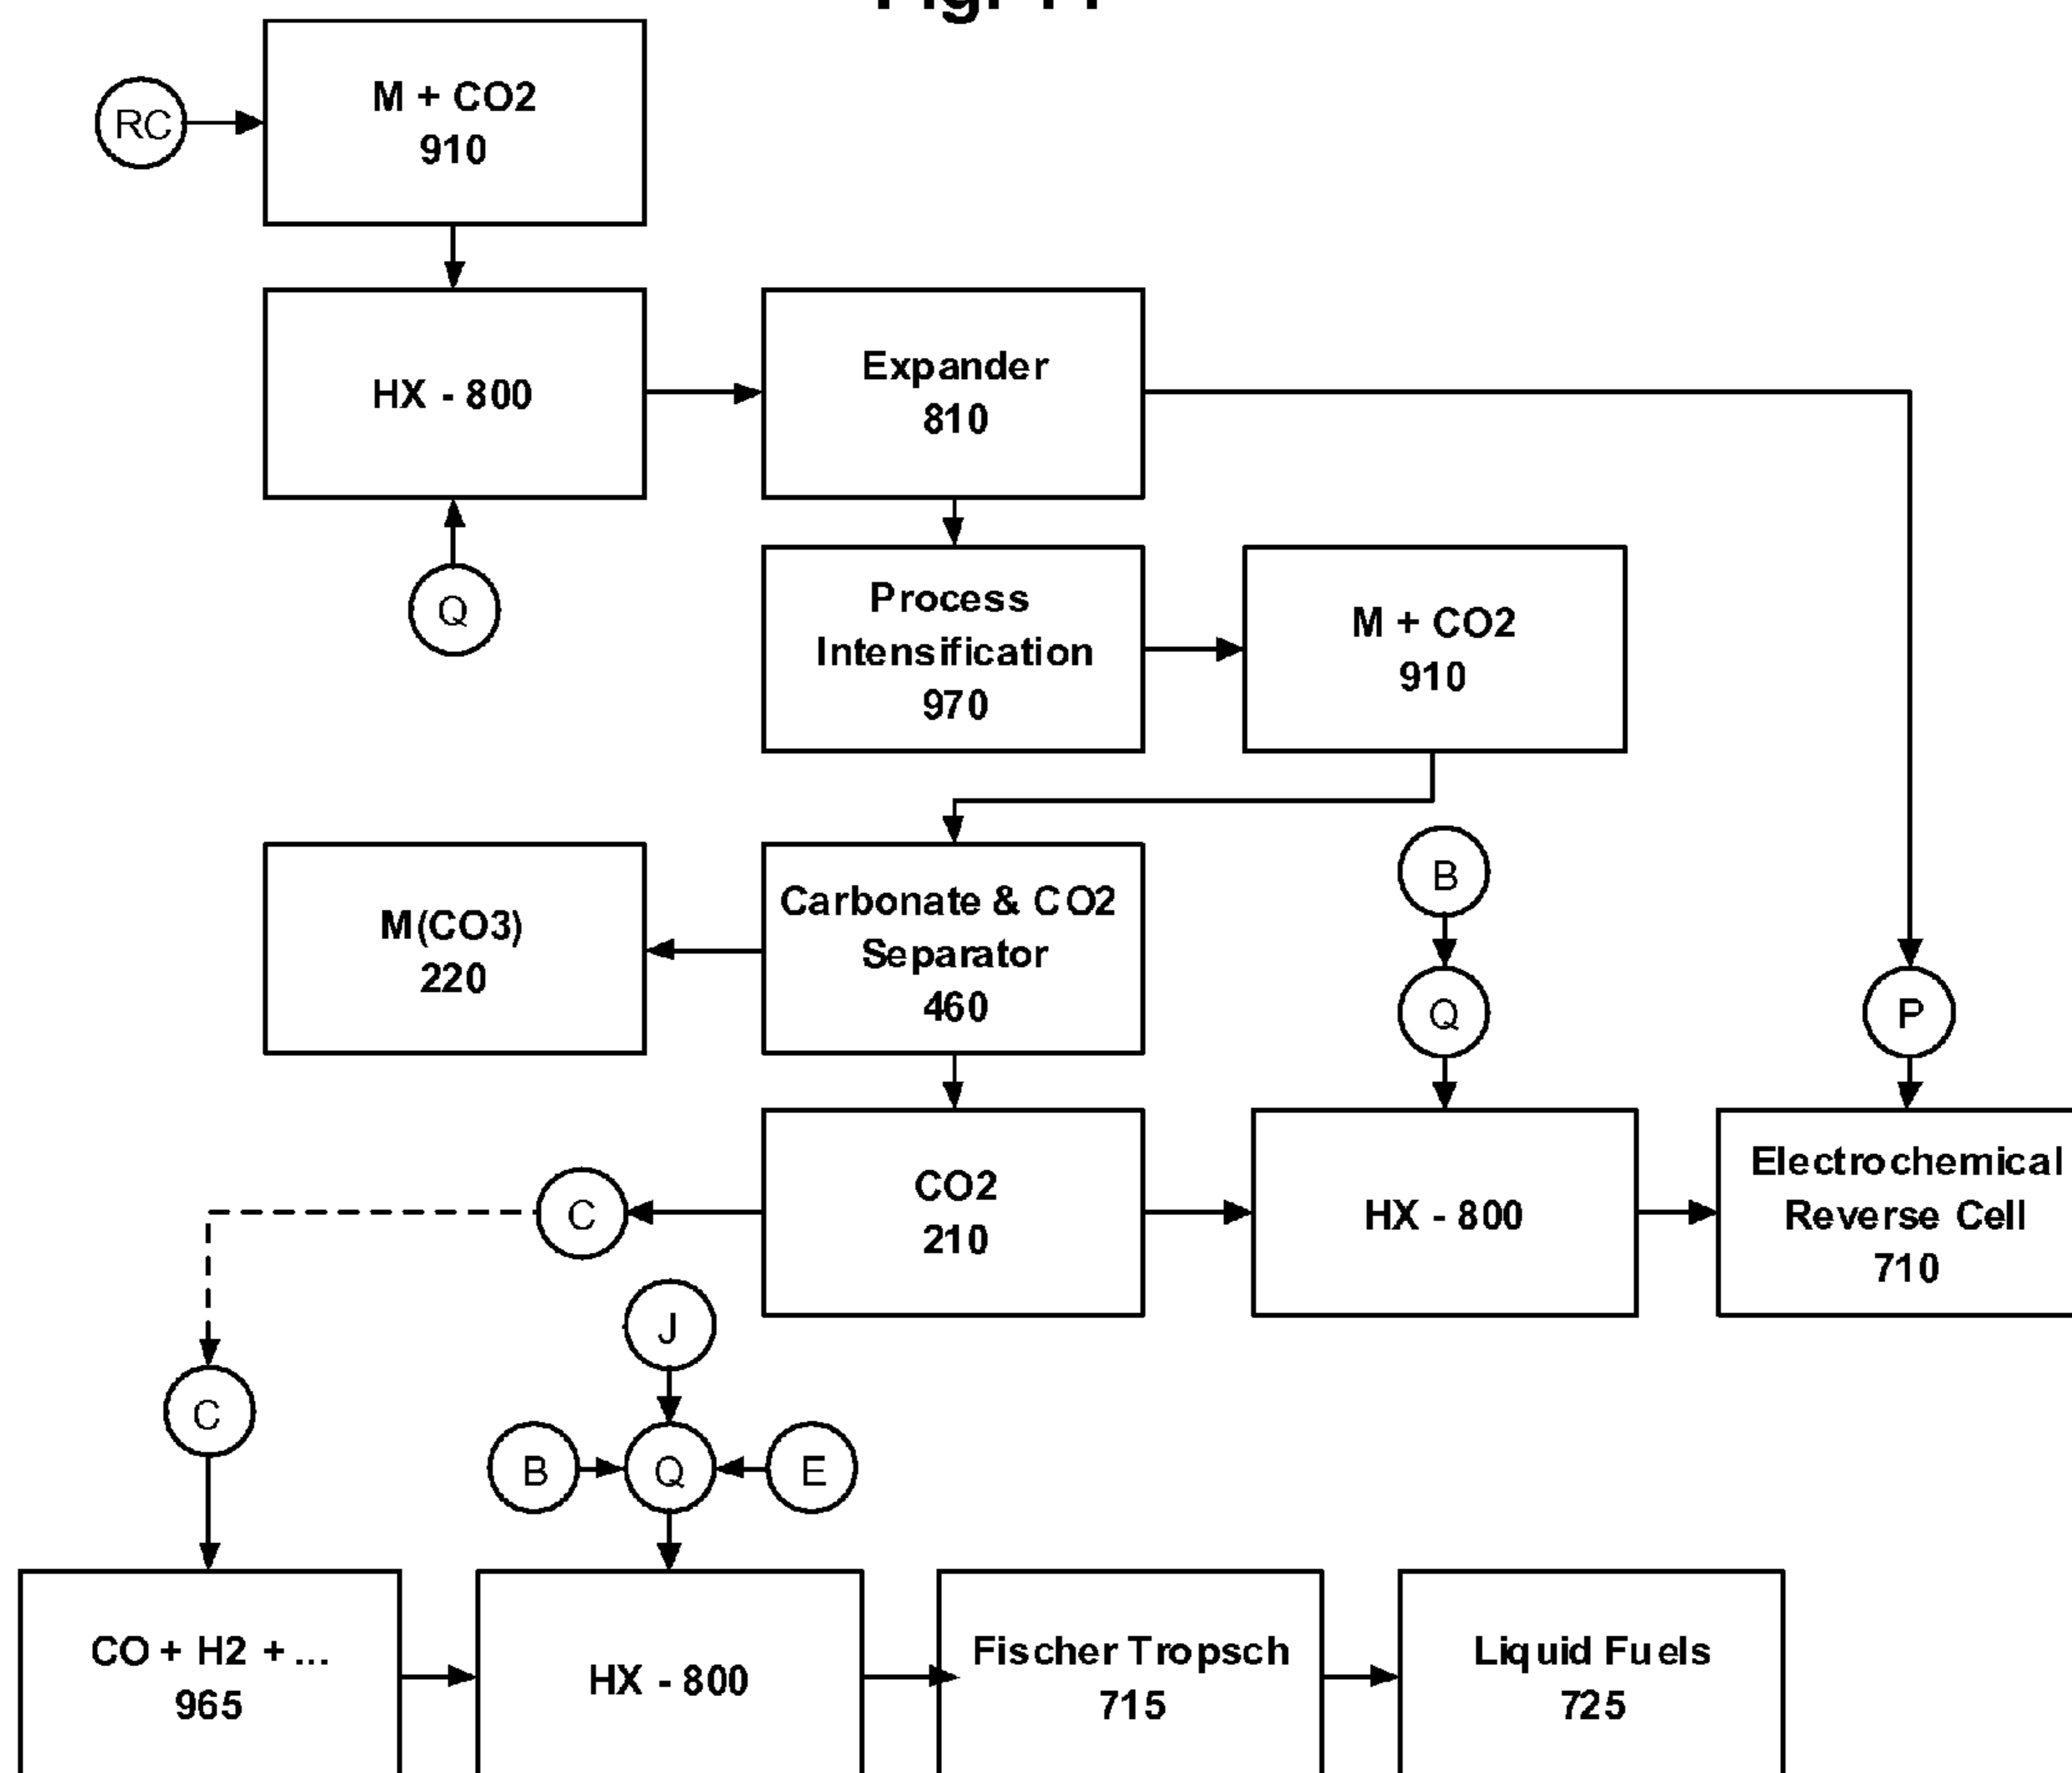 RC
M + CO2
910
HX - 800
Expander
810
Q
Process
Intensification
970
M + CO2
910
M(CO3)
220
Carbonate & CO2
Separator
460
B
Q
P
C
CO2
210
HX - 800
Electrochemical
Reverse Cell
710
J
C
B
Q
E
CO + H2 + ...
965
HX - 800
Fischer Tropsch
715
Liquid Fuels
725